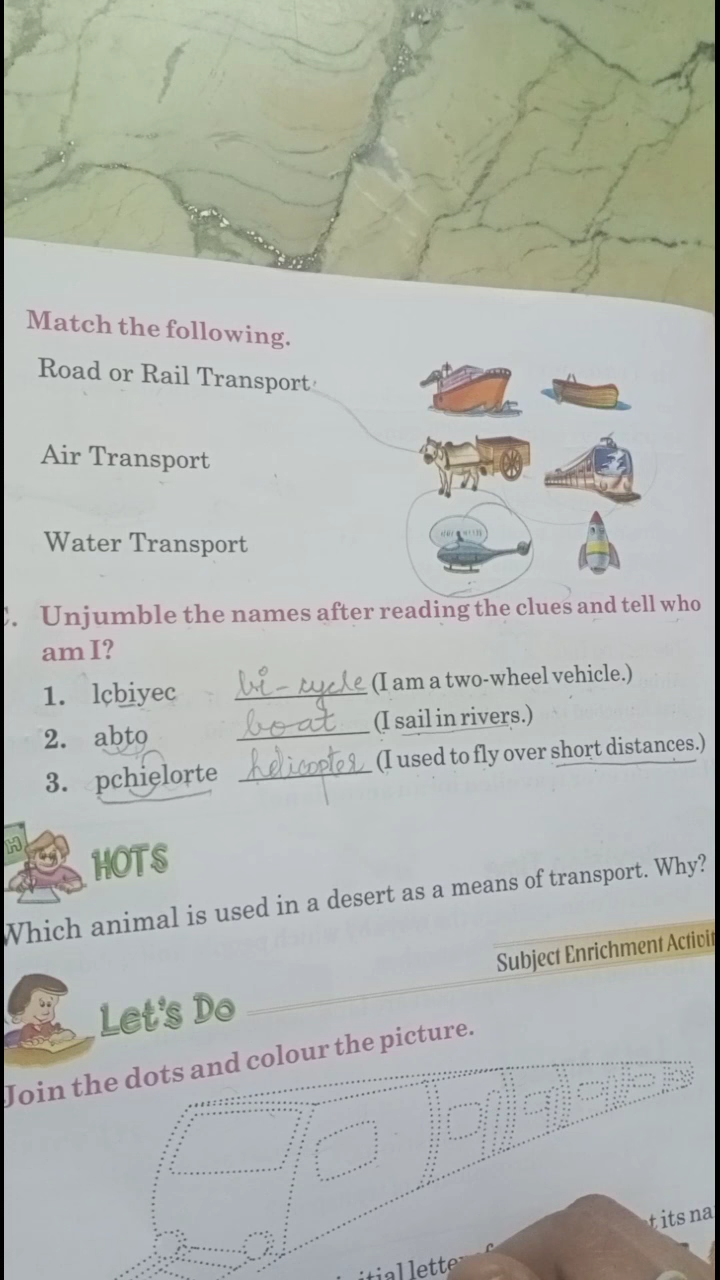 Match the following.
Road or Rail Transport
Air Transport
Water Transport
C. Unjumble the names after reading the clues and tell who
am I?
1. lcbiyec bi-cycle (I am a two-wheel vehicle.)
2. abto boat (I sail in rivers.)
3. pchielorte helicopter (I used to fly over short distances.)
H
HOTS
Which animal is used in a desert as a means of transport. Why?
Subject Enrichment Activit
Let's Do
Join the dots and colour the picture.
its na